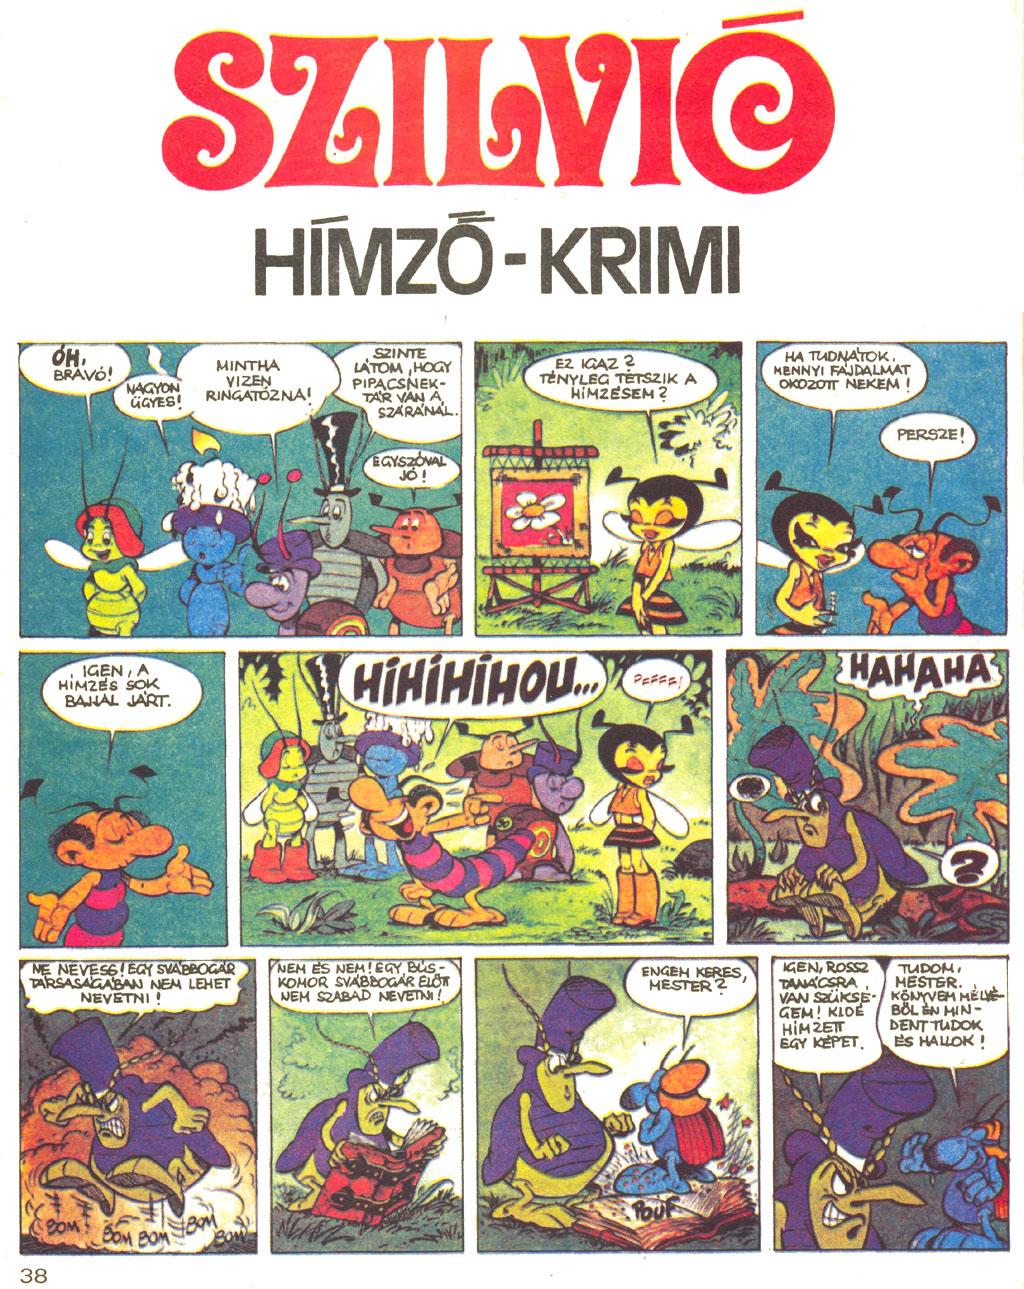 SZILVIÓ
HÍMZŐ-KRIMI
ÓH,
BRAVÓ!
NAGYON
ÜGYES!
MINTHA
VIZEN
RINGATÓZNA!
SZINTE
LÁTOM, HOGY
PIPACSNEK-
TÁR VAN A
SZÁRÁNÁL.
EGYSZÓVAL
JÓ!
EZ IGAZ?
TÉNYLEG TETSZIK A
HÍMZÉSEM?
HA TUDNÁTOK,
MENNYI FÁJDALMAT
OKOZOTT NEKEM!
PERSZE!
IGEN, A
HÍMZÉS SOK
BAJJAL JÁRT.
HIHIHIHOU...
PFFFF!
HAHAHA
?
NE NEVESS! EGY SVÁBBOGÁR
TÁRSASÁGÁBAN NEM LEHET
NEVETNI!
BOM
BOM
BOM
BOM
BOM
NEM ÉS NEM! EGY BÚS-
KOMOR SVÁBBOGÁR ELŐTT
NEM SZABAD NEVETNI!
ENGEM KERES,
MESTER?
POUF
IGEN, ROSSZ
TANÁCSRA
VAN SZÜKSÉ-
GEM! KIDÉ
HÍMZETT
EGY KÉPET.
TUDOM,
MESTER.
KÖNYVEM MÉLYÉ-
BŐL ÉN MIN-
DENT TUDOK
ÉS HALLOK!
38